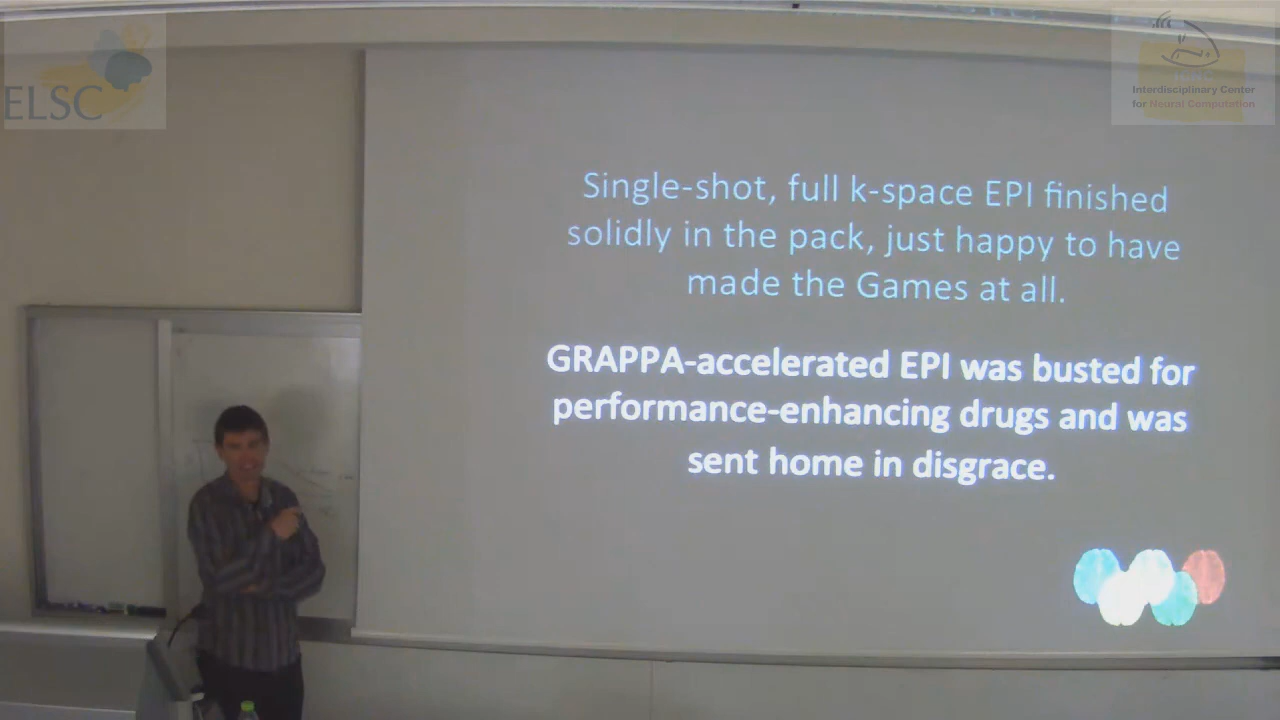 ELSC
Interdisciplinary Center
for Neural Computation
Single-shot, full k-space EPI finished
solidly in the pack, just happy to have
made the Games at all.
GRAPPA-accelerated EPI was busted for
performance-enhancing drugs and was
sent home in disgrace.